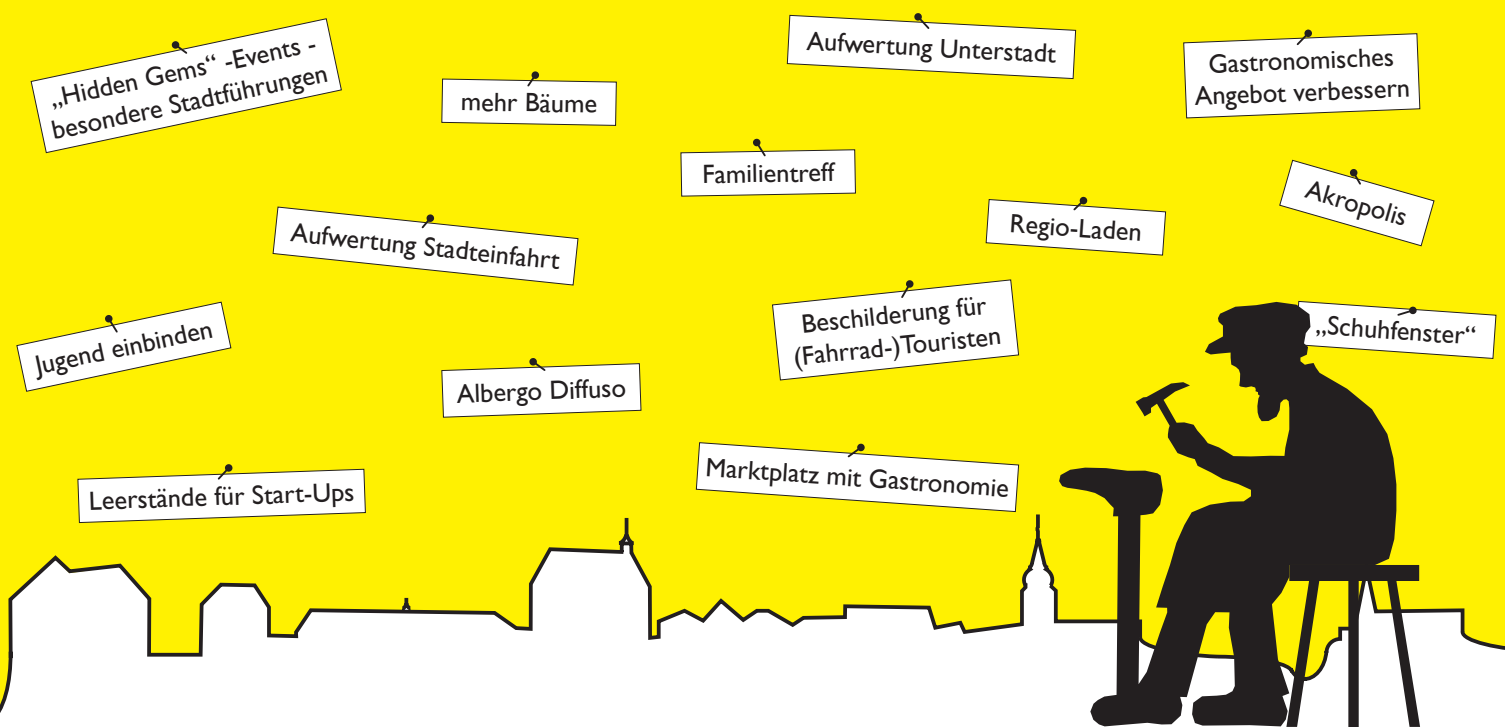 „Hidden Gems“ -Events -
besondere Stadtführungen
mehr Bäume
Aufwertung Unterstadt
Gastronomisches
Angebot verbessern
Familientreff
Akropolis
Regio-Laden
Aufwertung Stadteinfahrt
Jugend einbinden
Albergo Diffuso
Beschilderung für
(Fahrrad-)Touristen
„Schuhfenster“
Leerstände für Start-Ups
Marktplatz mit Gastronomie